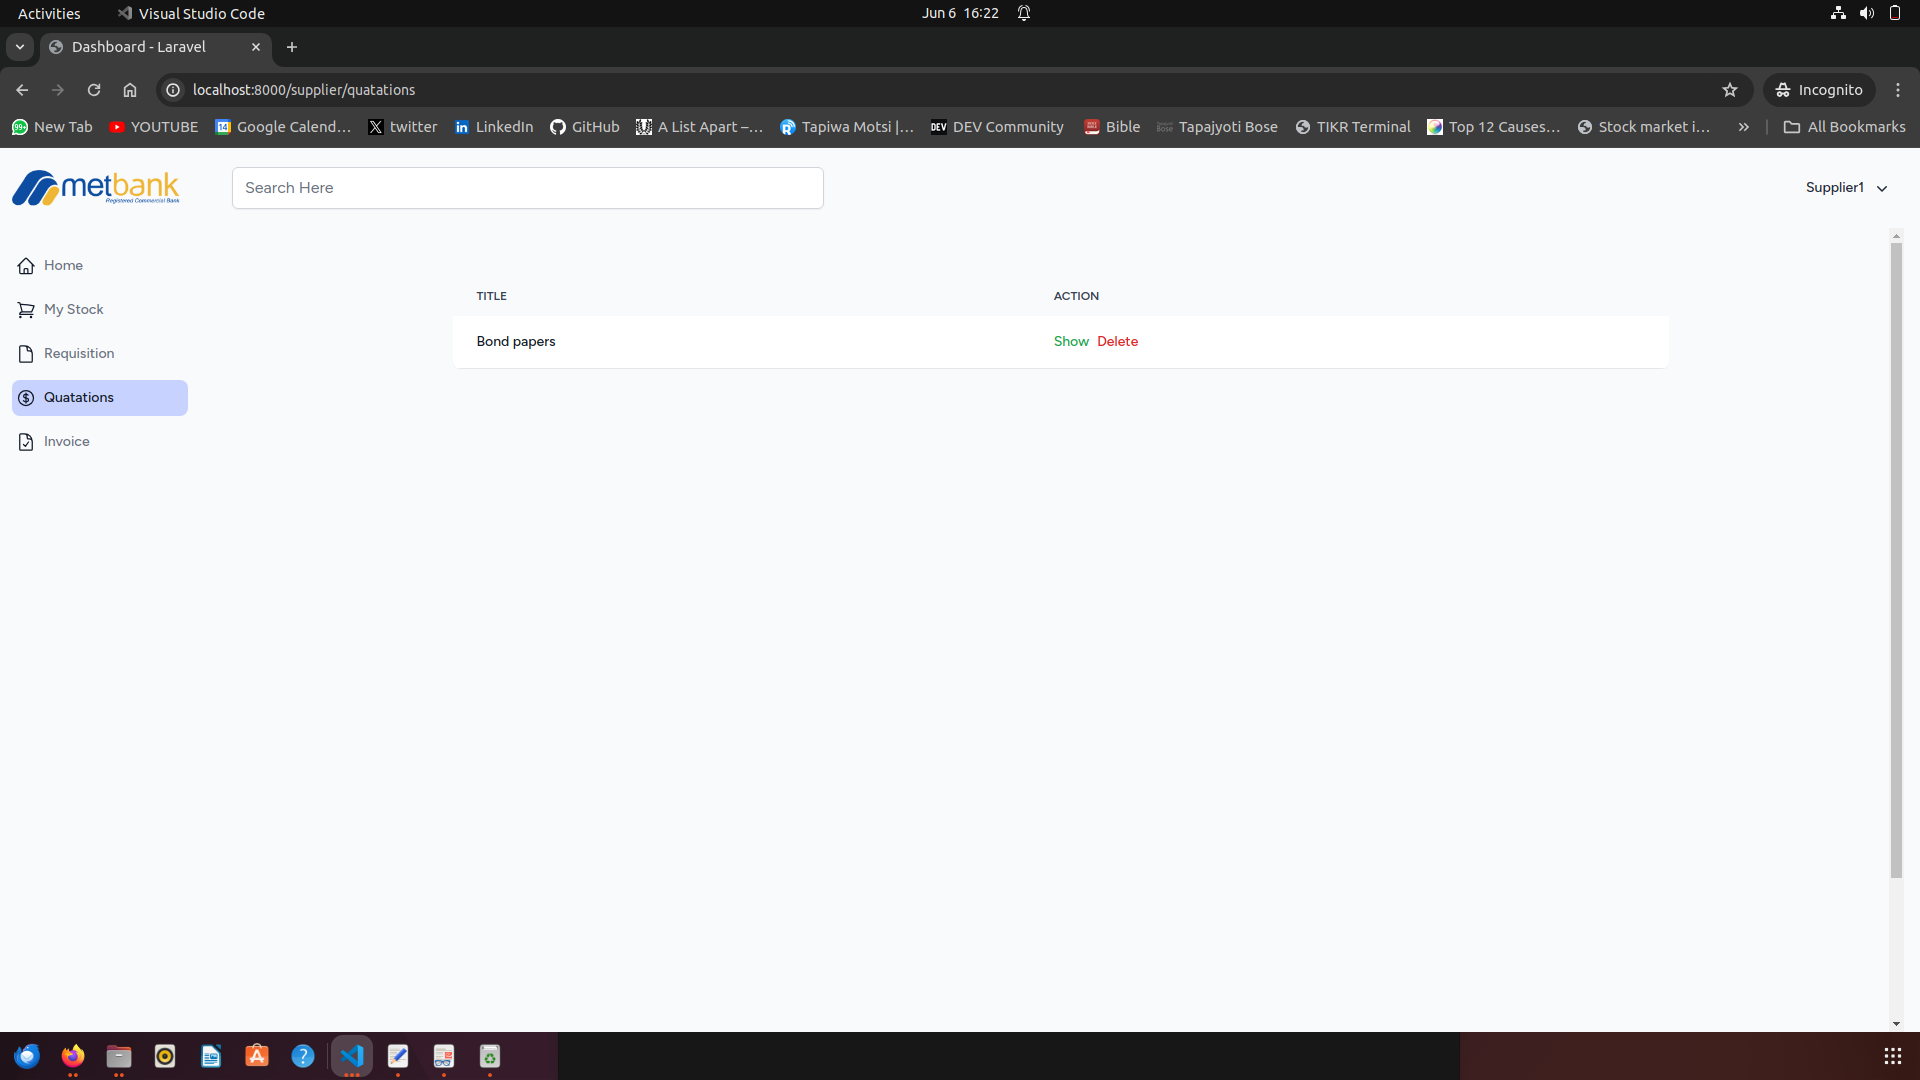 Activities Visual Studio Code Jun 6 16:22
Dashboard - Laravel
localhost:8000/supplier/quatations Incognito
New Tab YOUTUBE Google Calend… twitter LinkedIn GitHub A List Apart –… Tapiwa Motsi |… DEV Community Bible Tapajyoti Bose TIKR Terminal Top 12 Causes… Stock market i… All Bookmarks
metbank
Registered Commercial Bank
Search Here
Supplier1
Home
My Stock
Requisition
Quatations
Invoice
TITLE ACTION
Bond papers Show Delete